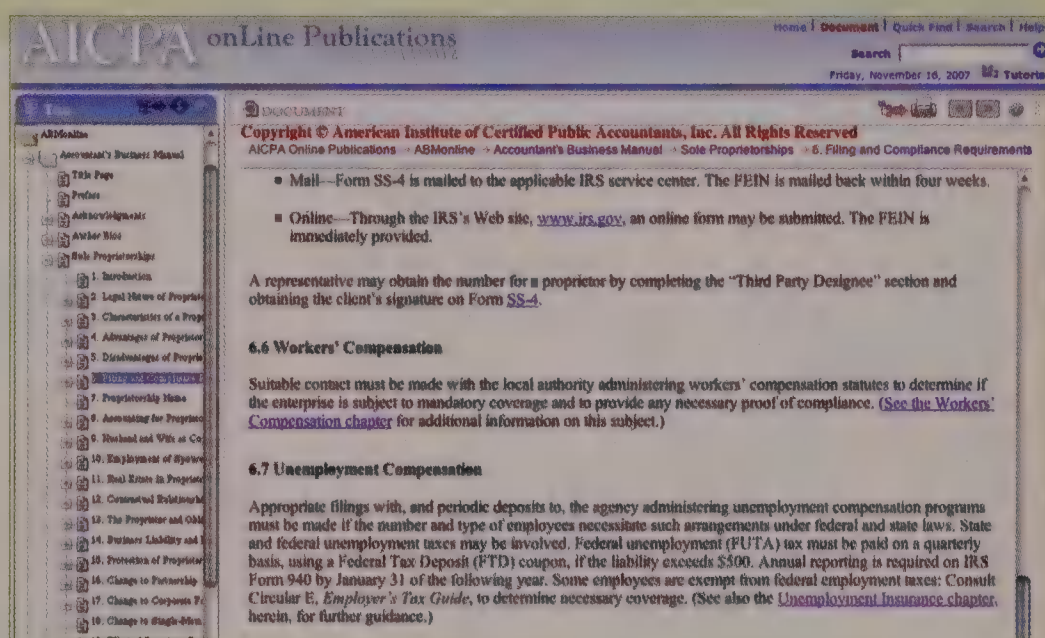 AICPA onLine Publications
Home | Document | Quick Find | Search | Help
Search
Friday, November 16, 2007 Tutoria
ABMonline
Accountant's Business Manual
Title Page
Preface
Acknowledgments
Author Bios
Sole Proprietorships
1. Introduction
2. Legal Nature of Propriet
3. Characteristics of a Prop
4. Advantages of Proprietor
5. Disadvantages of Proprie
6. Filing and Compliance
7. Proprietorship Name
8. Accounting for Propriet
9. Husband and Wife as Co
10. Employment of Spouse
11. Real Estate in Propriet
12. Contractual Relationsh
13. The Proprietor and
14. Business Liability and
15. Protection of Propriet
16. Change to Partnership
17. Change to Corporate
18. Change to Single-Mem
DOCUMENT
Copyright © American Institute of Certified Public Accountants, Inc. All Rights Reserved
AICPA Online Publications → ABMonline → Accountant's Business Manual → Sole Proprietorships → 6. Filing and Compliance Requirements
▪ Mail—Form SS-4 is mailed to the applicable IRS service center. The FEIN is mailed back within four weeks.
▪ Online—Through the IRS's Web site, www.irs.gov, an online form may be submitted. The FEIN is
immediately provided.
A representative may obtain the number for a proprietor by completing the “Third Party Designee” section and
obtaining the client's signature on Form SS-4.
6.6 Workers' Compensation
Suitable contact must be made with the local authority administering workers' compensation statutes to determine if
the enterprise is subject to mandatory coverage and to provide any necessary proof of compliance. (See the Workers'
Compensation chapter for additional information on this subject.)
6.7 Unemployment Compensation
Appropriate filings with, and periodic deposits to, the agency administering unemployment compensation programs
must be made if the number and type of employees necessitate such arrangements under federal and state laws. State
and federal unemployment taxes may be involved. Federal unemployment (FUTA) tax must be paid on a quarterly
basis, using a Federal Tax Deposit (FTD) coupon, if the liability exceeds $500. Annual reporting is required on IRS
Form 940 by January 31 of the following year. Some employees are exempt from federal employment taxes: Consult
Circular E, Employer's Tax Guide, to determine necessary coverage. (See also the Unemployment Insurance chapter,
herein, for further guidance.)